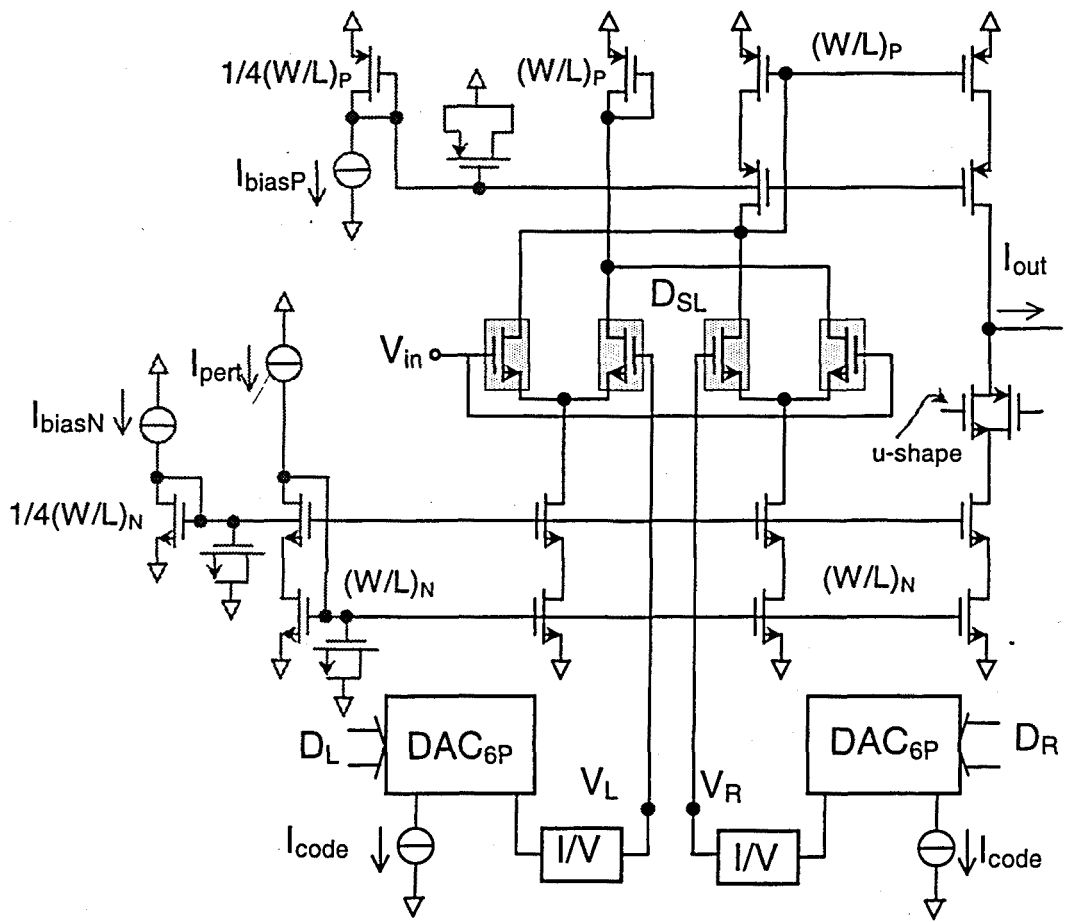 1/4(W/L)P
(W/L)P
(W/L)P
IbiasP
Iout
DSL
Vin
Ipert
IbiasN
u-shape
1/4(W/L)N
(W/L)N
(W/L)N
DL
DAC6P
DAC6P
DR
VL
VR
Icode
I/V
I/V
Icode